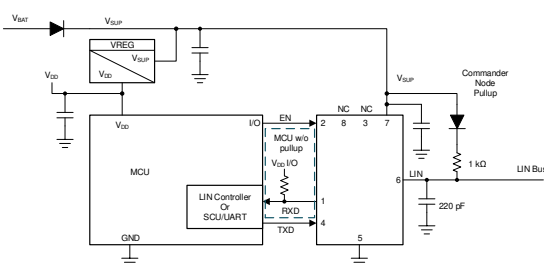 VBAT
VSUP
VREG
VSUP
VDD
VDD
VSUP
Commander
Node
Pullup
VDD
I/O
EN
2
NC
8
NC
3
7
MCU w/o
pullup
VDD I/O
MCU
1 kΩ
LIN
LIN Bus
6
LIN Controller
Or
SCU/UART
1
RXD
220 pF
TXD
4
GND
5